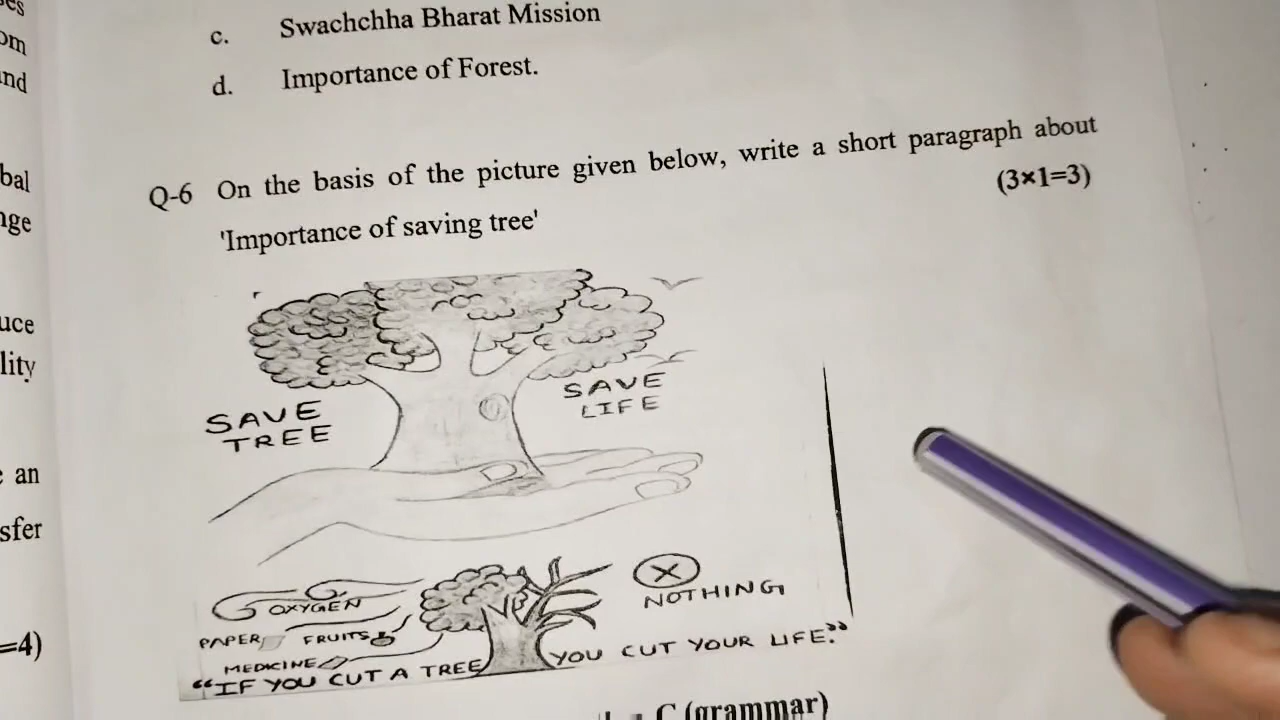 c. Swachchha Bharat Mission
d. Importance of Forest.
Q-6 On the basis of the picture given below, write a short paragraph about
'Importance of saving tree' (3×1=3)
SAVE
TREE
SAVE
LIFE
OXYGEN
PAPER FRUITS
MEDICINE
NOTHING
“IF YOU CUT A TREE YOU CUT YOUR LIFE.”
C (grammar)
an
=4)